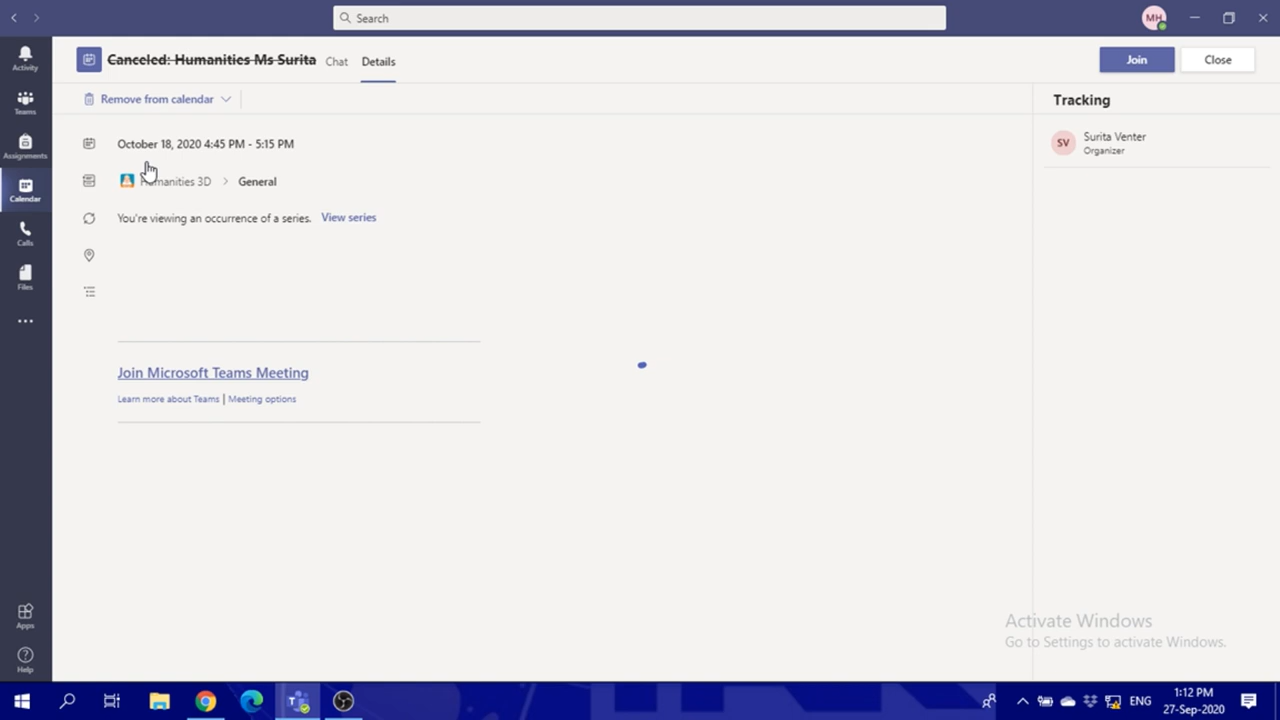 Search
MH
Activity
Teams
Assignments
Calendar
Calls
Files
Apps
Help
Canceled: Humanities Ms Surita
Chat
Details
Join
Close
Remove from calendar
October 18, 2020 4:45 PM - 5:15 PM
Humanities 3D > General
You're viewing an occurrence of a series. View series
Join Microsoft Teams Meeting
Learn more about Teams | Meeting options
Tracking
SV
Surita Venter
Organizer
Activate Windows
Go to Settings to activate Windows.
ENG
1:12 PM
27-Sep-2020